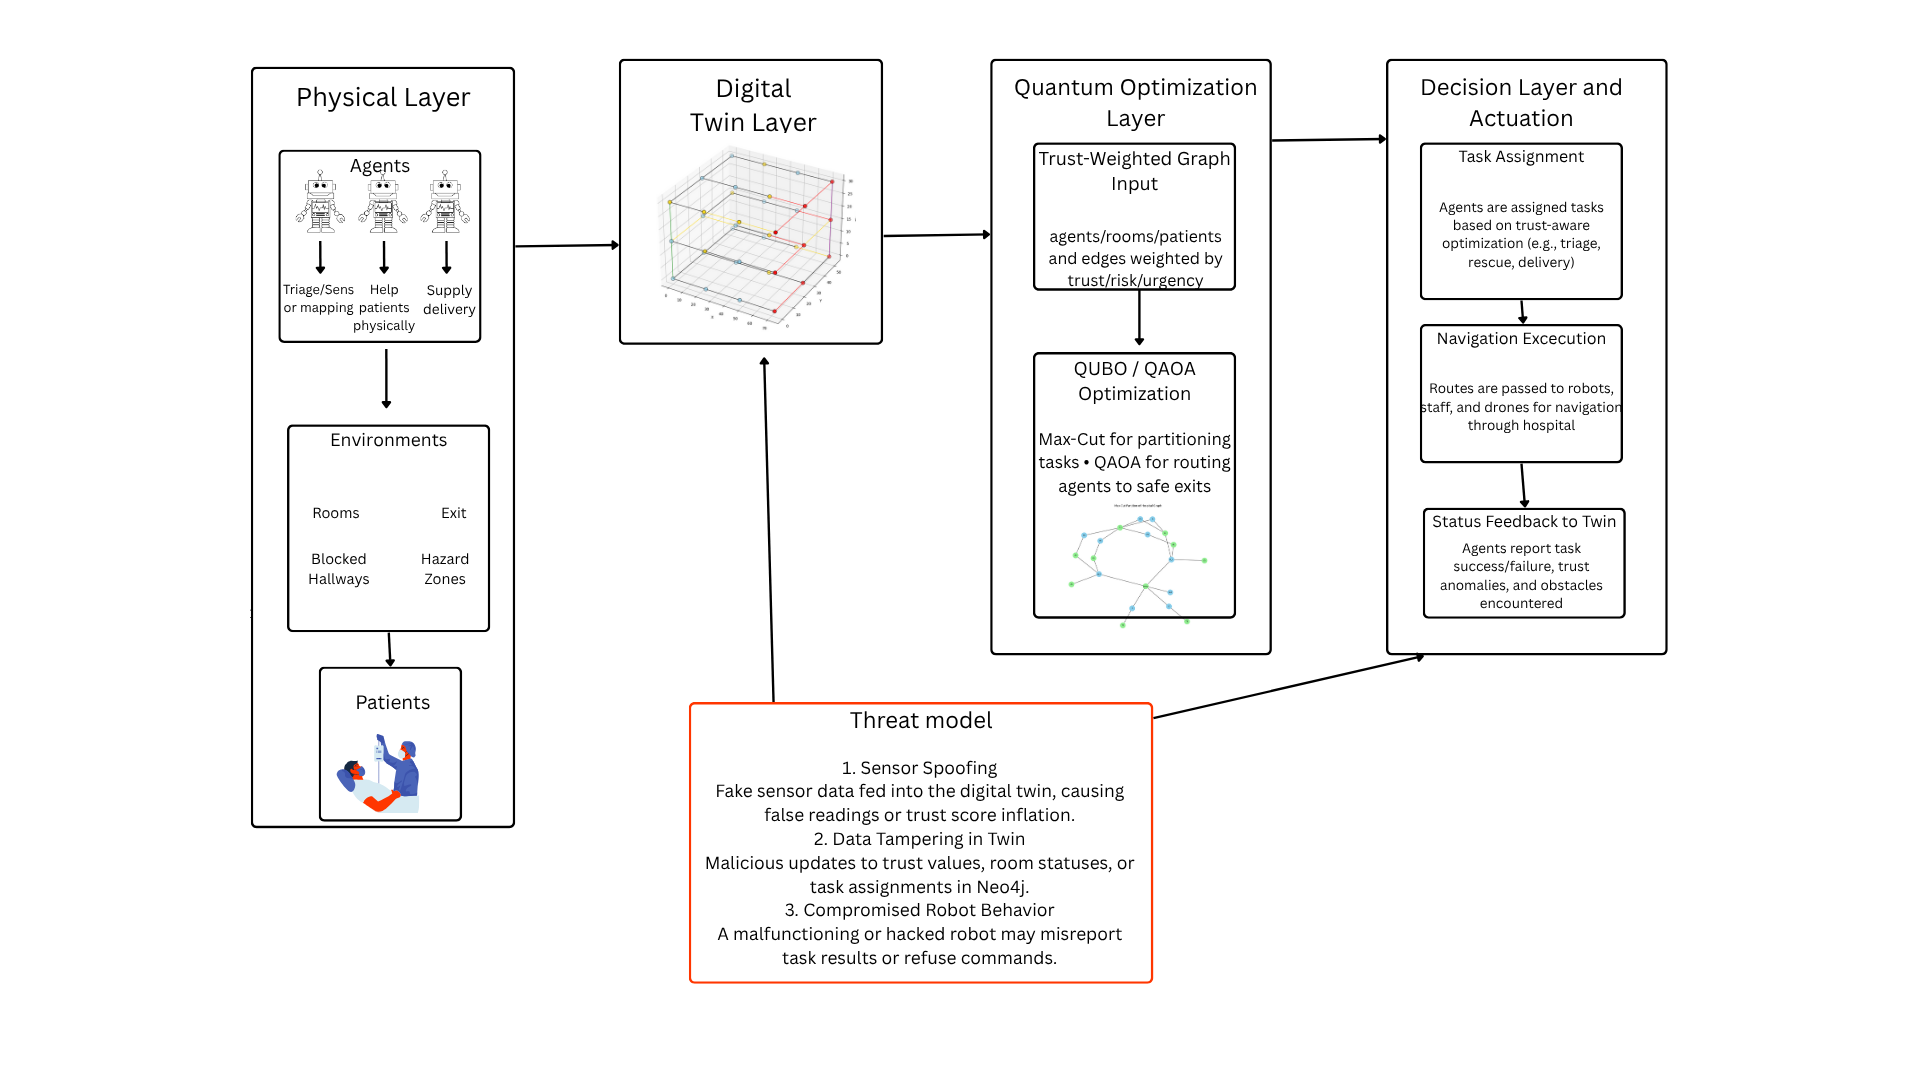 Physical Layer
Agents
Triage/Sens
or mapping
Help
patients
physically
Supply
delivery
Environments
Rooms
Exit
Blocked
Hallways
Hazard
Zones
Patients
Digital
Twin Layer
Quantum Optimization
Layer
Trust-Weighted Graph
Input
agents/rooms/patients
and edges weighted by
trust/risk/urgency
QUBO / QAOA
Optimization
Max-Cut for partitioning
tasks • QAOA for routing
agents to safe exits
Decision Layer and
Actuation
Task Assignment
Agents are assigned tasks
based on trust-aware
optimization (e.g., triage,
rescue, delivery)
Navigation Excecution
Routes are passed to robots,
staff, and drones for navigation
through hospital
Status Feedback to Twin
Agents report task
success/failure, trust
anomalies, and obstacles
encountered
Threat model
1. Sensor Spoofing
Fake sensor data fed into the digital twin, causing
false readings or trust score inflation.
2. Data Tampering in Twin
Malicious updates to trust values, room statuses, or
task assignments in Neo4j.
3. Compromised Robot Behavior
A malfunctioning or hacked robot may misreport
task results or refuse commands.